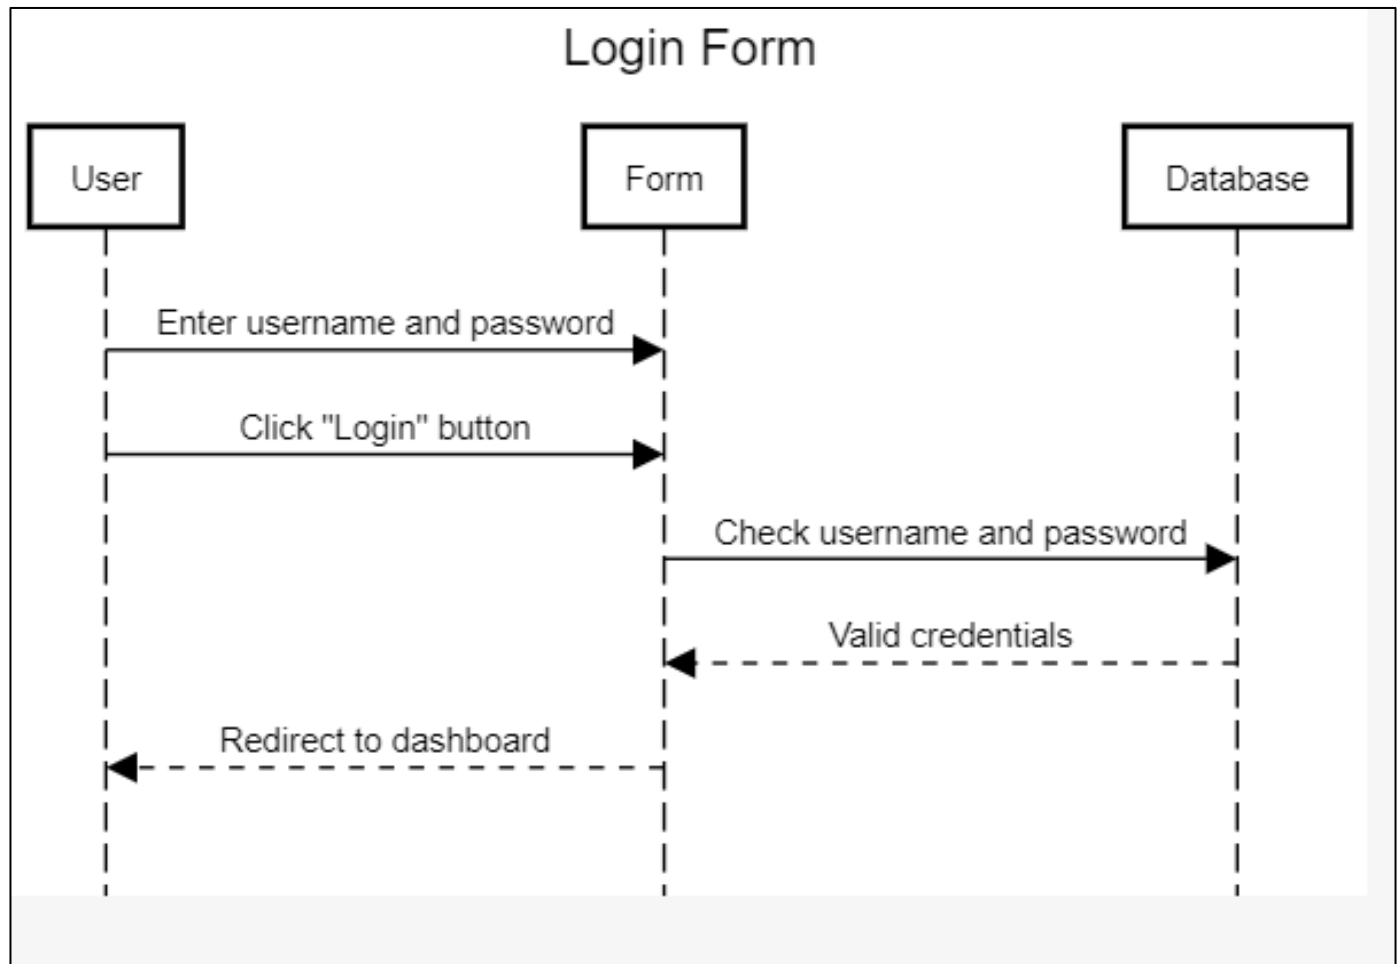 Login Form
User
Form
Database
Enter username and password
Click "Login" button
Check username and password
Valid credentials
Redirect to dashboard